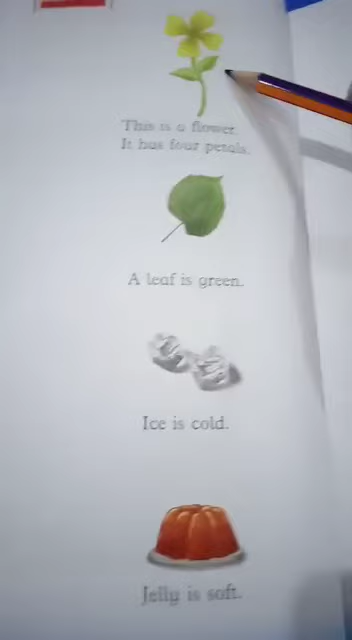 This is a flower.
It has four petals.
A leaf is green.
Ice is cold.
Jelly is soft.